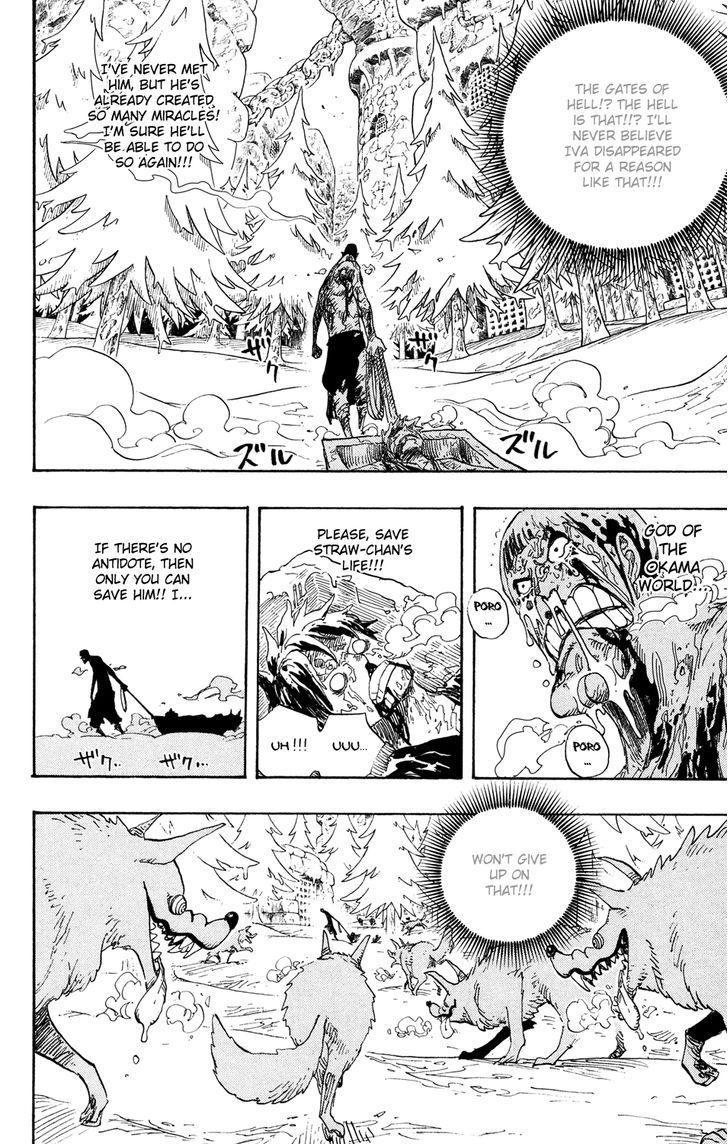 THE GATES OF
HELL!? THE HELL
IS THAT!!? I'LL
NEVER BELIEVE
IVA DISAPPEARED
FOR A REASON
LIKE THAT!!!
I'VE NEVER MET
HIM, BUT HE'S
ALREADY CREATED
SO MANY MIRACLES!
I'M SURE HE'LL
BE ABLE TO DO
SO AGAIN!!!
ザク
ザク
ズル
ズル
GOD OF
THE
OKAMA
WORLD...
PORO
...
PORO
...
PLEASE, SAVE
STRAW-CHAN'S
LIFE!!!
UUU...
UH!!!
IF THERE'S NO
ANTIDOTE, THEN
ONLY YOU CAN
SAVE HIM!! I...
ザク..
ザク..
WON'T GIVE
UP ON
THAT!!!